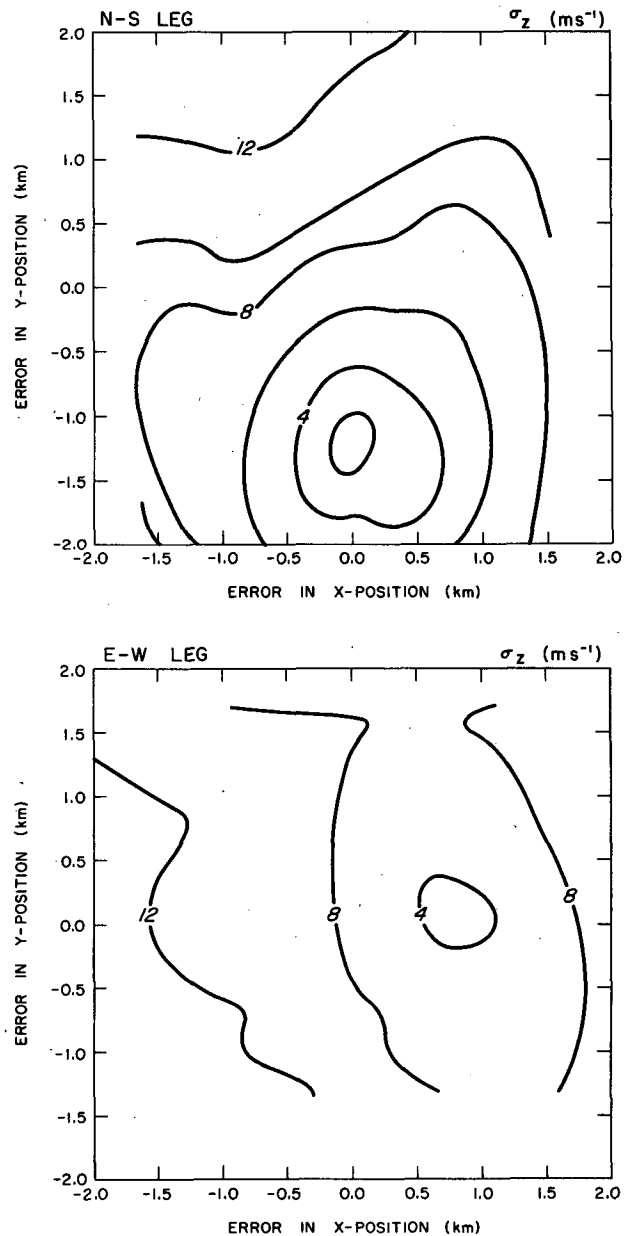 N-S LEG
σz (ms⁻¹)
2.0
1.5
1.0
0.5
0.0
-0.5
-1.0
-1.5
-2.0
ERROR IN Y-POSITION (km)
12
8
4
-2.0 -1.5 -1.0 -0.5 0.0 0.5 1.0 1.5 2.0
ERROR IN X-POSITION (km)
E-W LEG
σz (ms⁻¹)
2.0
1.5
1.0
0.5
0.0
-0.5
-1.0
-1.5
-2.0
ERROR IN Y-POSITION (km)
12
8
4
8
-2.0 -1.5 -1.0 -0.5 0.0 0.5 1.0 1.5 2.0
ERROR IN X-POSITION (km)